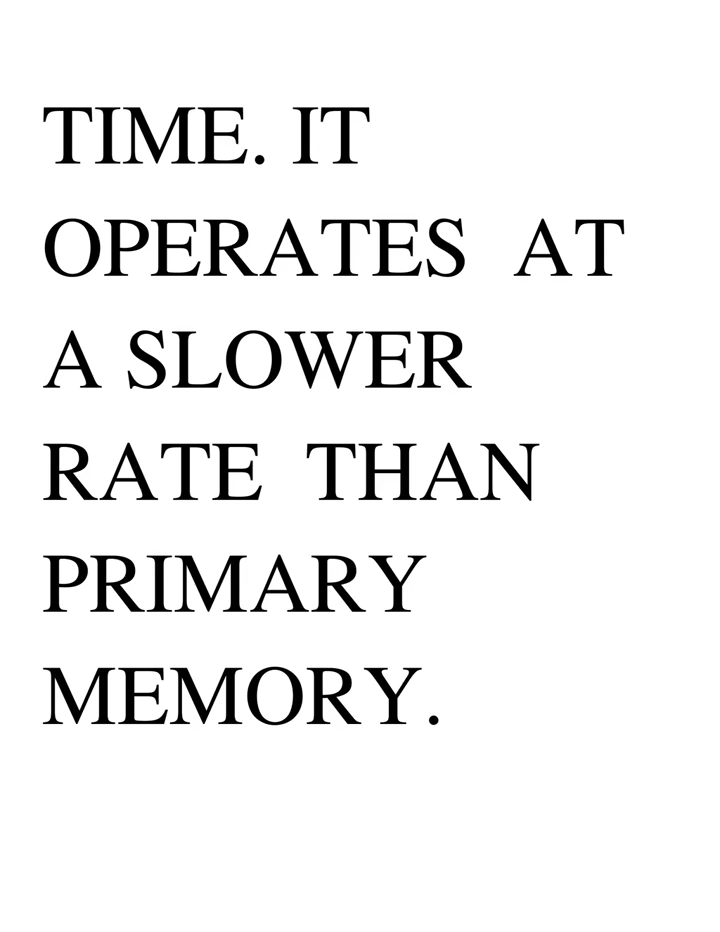 TIME. IT
OPERATES  AT
A SLOWER
RATE  THAN
PRIMARY
MEMORY.